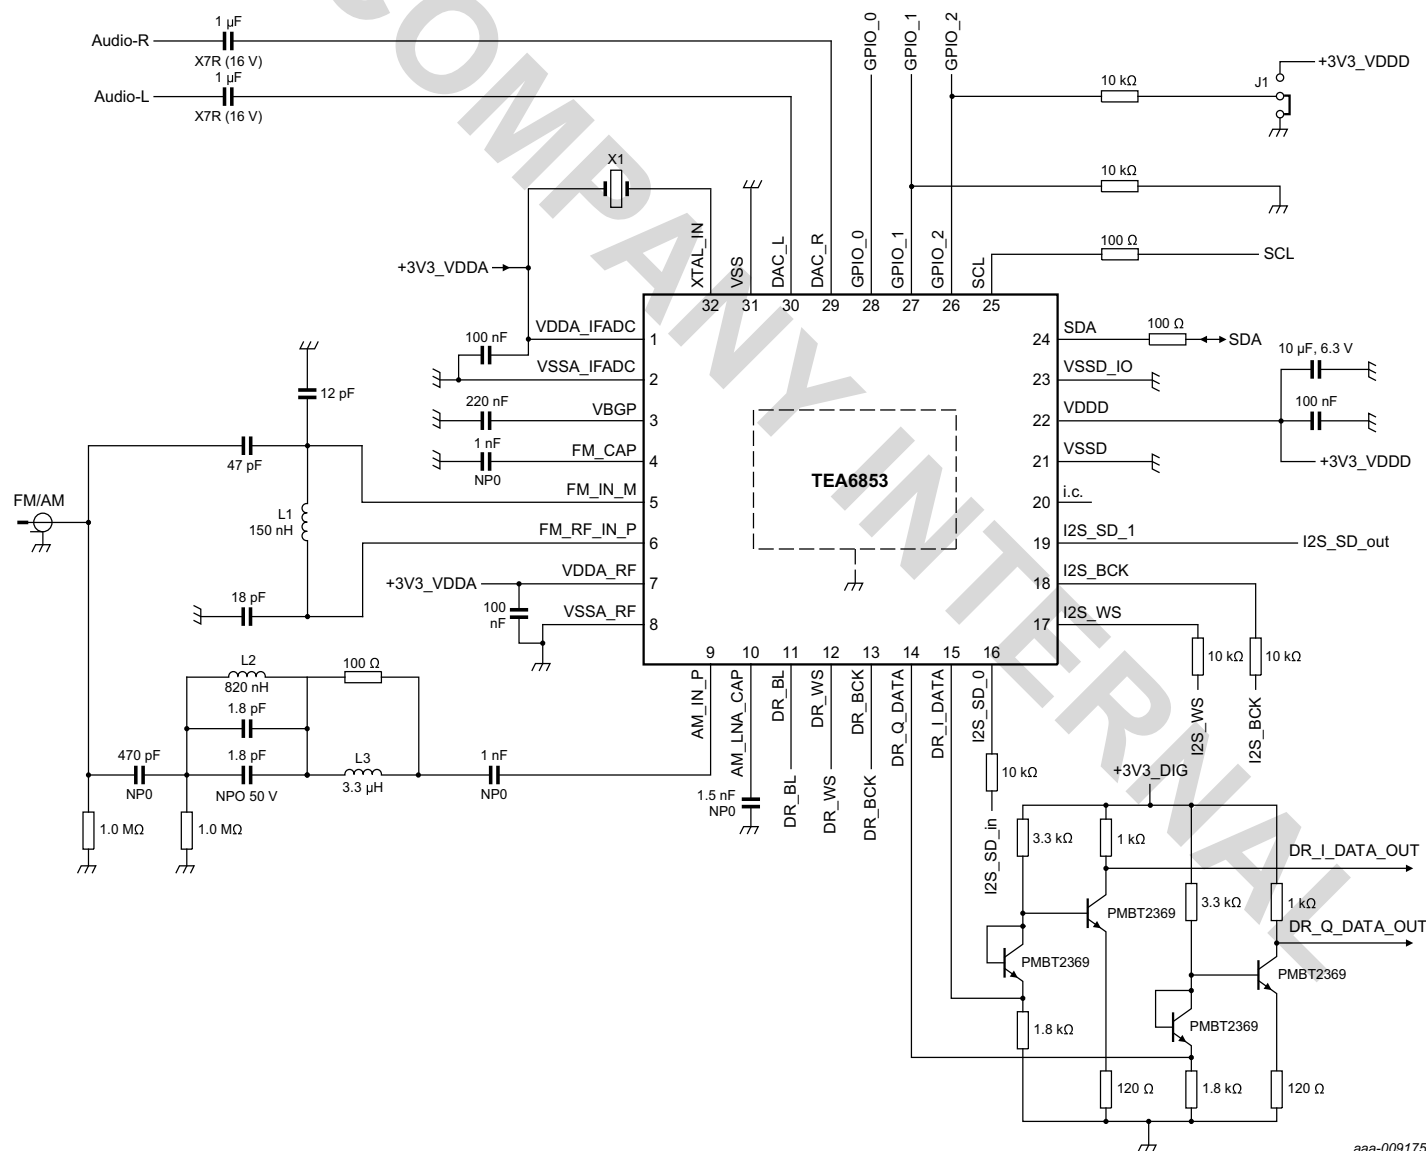 COMPANY INTERNAL
Audio-R
1 µF
X7R (16 V)
Audio-L
1 µF
X7R (16 V)
GPIO_0
GPIO_1
GPIO_2
+3V3_VDDD
J1
10 kΩ
10 kΩ
X1
+3V3_VDDA
XTAL_IN
VSS
DAC_L
DAC_R
GPIO_0
GPIO_1
GPIO_2
SCL
100 Ω
SCL
32
31
30
29
28
27
26
25
VDDA_IFADC
1
100 nF
VSSA_IFADC
2
220 nF
VBGP
3
1 nF
NP0
FM_CAP
4
FM_IN_M
5
FM_RF_IN_P
6
+3V3_VDDA
VDDA_RF
7
100
nF
VSSA_RF
8
12 pF
47 pF
FM/AM
L1
150 nH
18 pF
TEA6853
24
SDA
100 Ω
SDA
23
VSSD_IO
10 µF, 6.3 V
22
VDDD
100 nF
21
VSSD
+3V3_VDDD
20
i.c.
19
I2S_SD_1
I2S_SD_out
18
I2S_BCK
17
I2S_WS
10 kΩ
10 kΩ
I2S_WS
I2S_BCK
9
10
11
12
13
14
15
16
AM_IN_P
AM_LNA_CAP
DR_BL
DR_WS
DR_BCK
DR_Q_DATA
DR_I_DATA
I2S_SD_0
L2
820 nH
100 Ω
1.8 pF
470 pF
NP0
1.8 pF
NPO 50 V
L3
3.3 µH
1 nF
NP0
1.0 MΩ
1.0 MΩ
1.5 nF
NP0
DR_BL
DR_WS
DR_BCK
10 kΩ
I2S_SD_in
+3V3_DIG
3.3 kΩ
1 kΩ
DR_I_DATA_OUT
3.3 kΩ
1 kΩ
PMBT2369
DR_Q_DATA_OUT
PMBT2369
PMBT2369
1.8 kΩ
PMBT2369
120 Ω
1.8 kΩ
120 Ω
aaa-009175